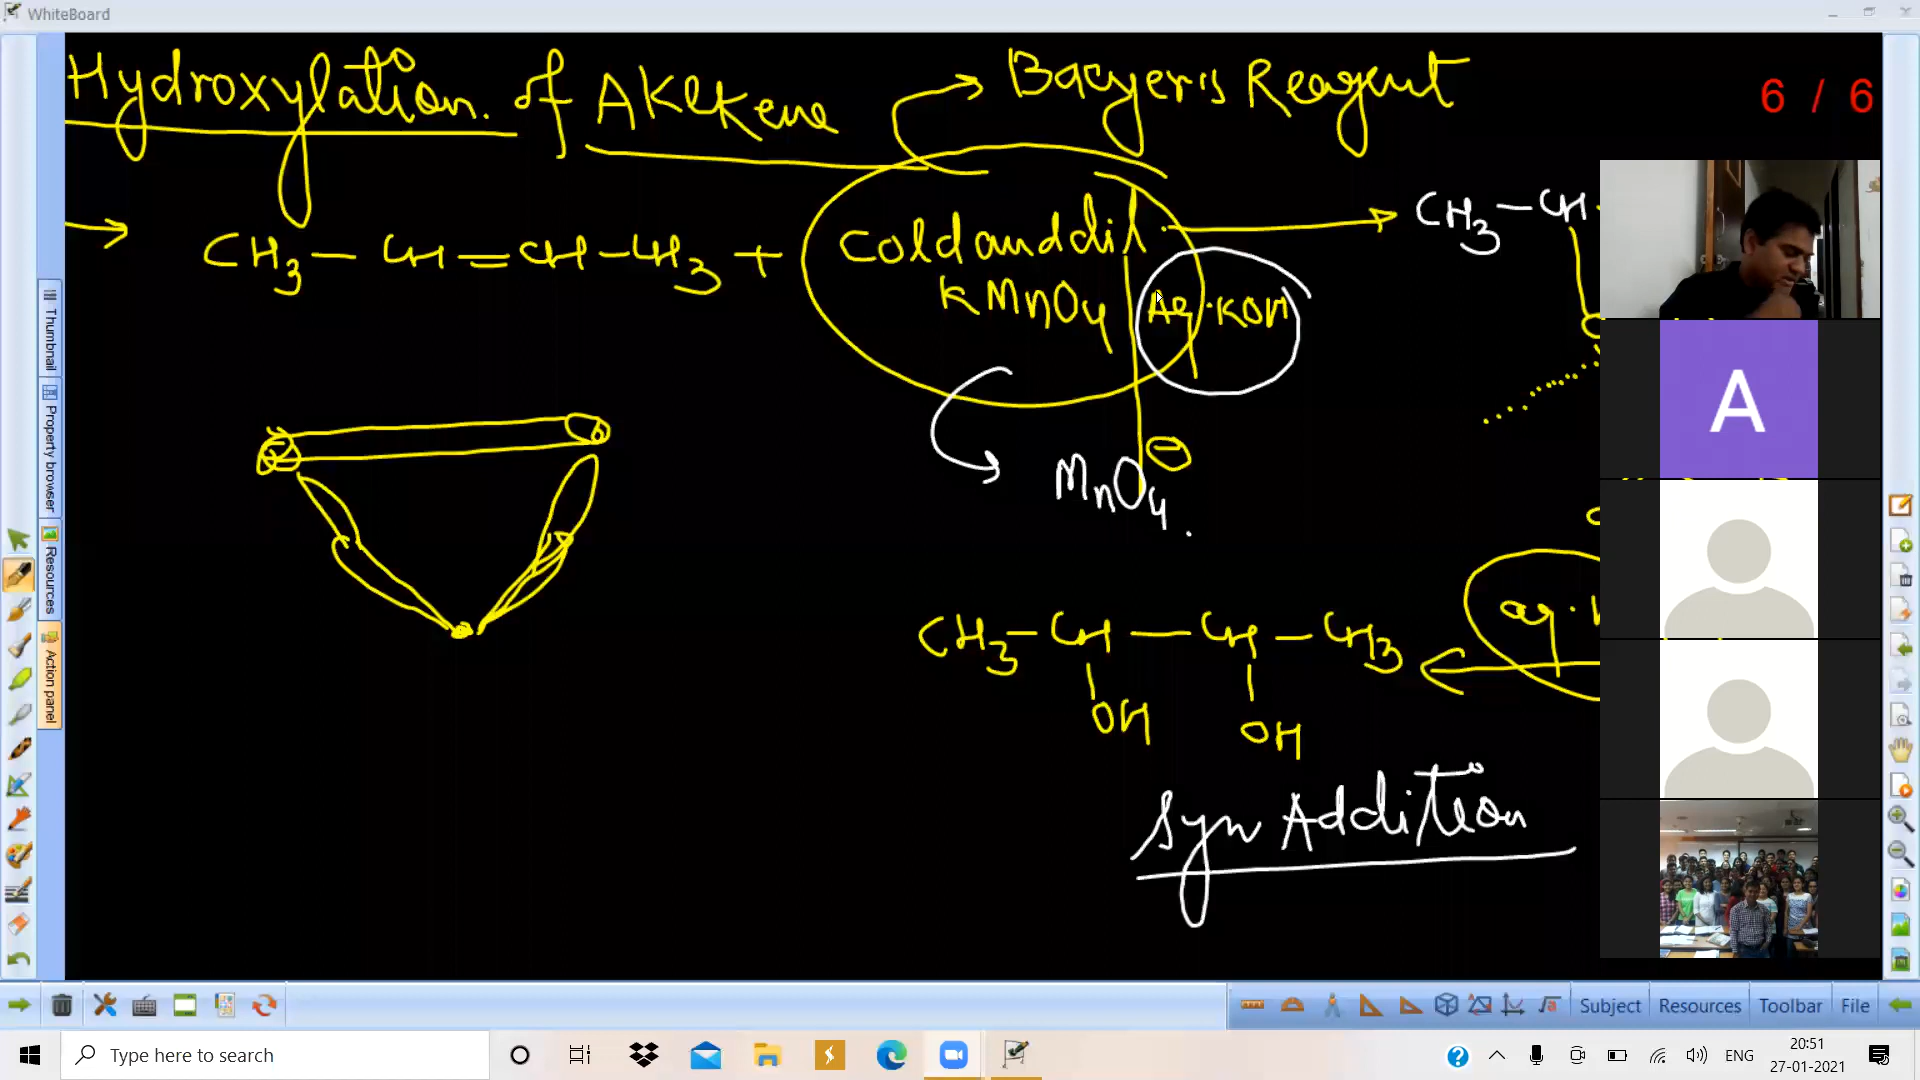 WhiteBoard
Hydroxylation. of AKlKene
Baeyer's Reagent
6 / 6
CH3 — CH = CH — CH3 +
Cold and dil.
KMnO4
Aq. KOH
CH3 — CH
MnO4 ⊖
CH3 — CH — CH — CH3
OH OH
aq.
Syn Addition
A
Thumbnail
Property browser
Resources
Action panel
Subject
Resources
Toolbar
File
Type here to search
ENG
20:51
27-01-2021